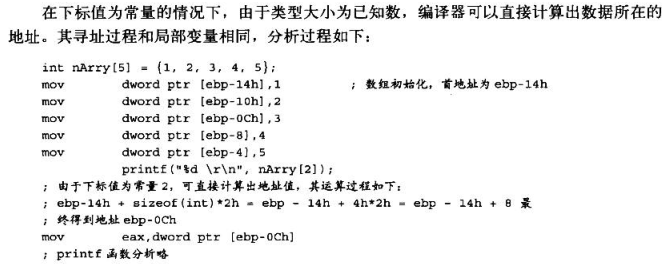 在下标值为常量的情况下，由于类型大小为已知数，编译器可以直接计算出数据所在的
地址。其寻址过程和局部变量相同，分析过程如下：
int nArry[5] = {1, 2, 3, 4, 5};
mov dword ptr [ebp-14h],1 ; 数组初始化，首地址为 ebp-14h
mov dword ptr [ebp-10h],2
mov dword ptr [ebp-0Ch],3
mov dword ptr [ebp-8],4
mov dword ptr [ebp-4],5
printf("%d \r\n", nArry[2]);
; 由于下标值为常量 2，可直接计算出地址值，其运算过程如下：
; ebp-14h + sizeof(int)*2h = ebp - 14h + 4h*2h = ebp - 14h + 8 最
; 终得到地址 ebp-0Ch
mov eax,dword ptr [ebp-0Ch]
; printf 函数分析略